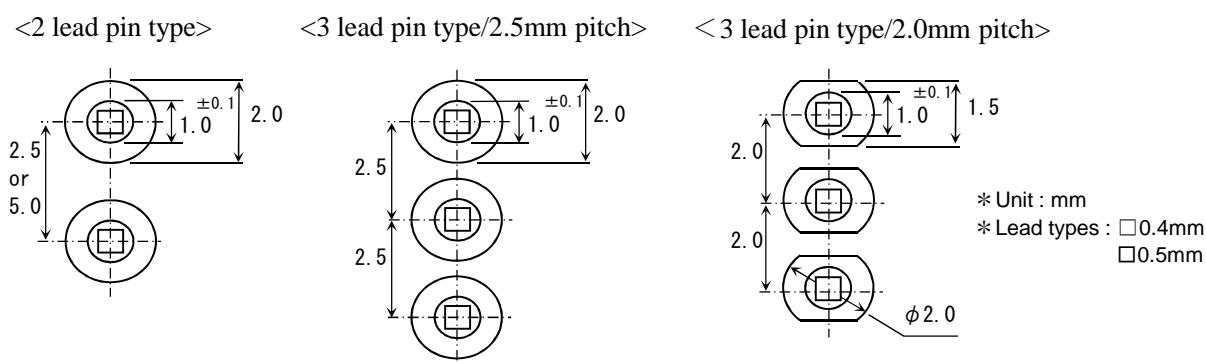 <2 lead pin type>
<3 lead pin type/2.5mm pitch>
＜3 lead pin type/2.0mm pitch>
±0.1
1.0
2.0
2.5
or
5.0
±0.1
1.0
2.0
2.5
2.5
±0.1
1.0
1.5
2.0
2.0
φ2.0
＊Unit : mm
＊Lead types : □0.4mm
□0.5mm